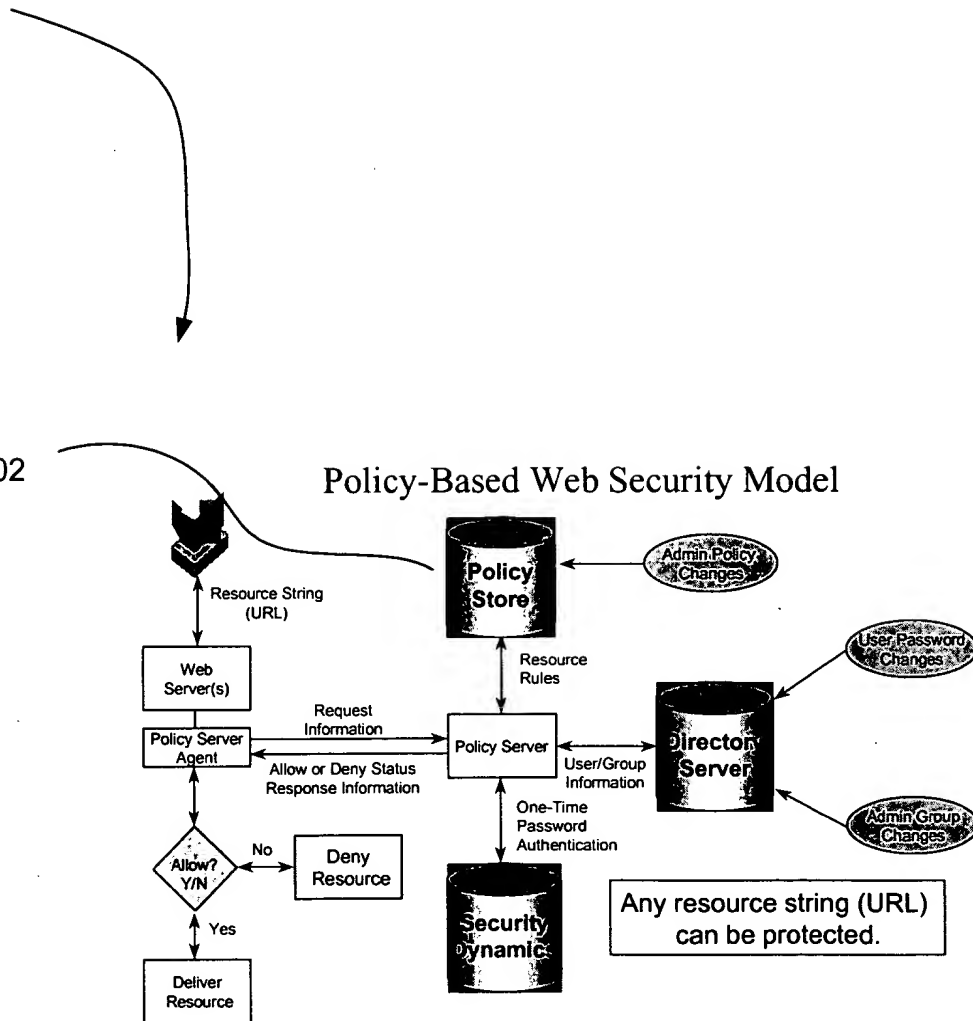 02
Policy-Based Web Security Model
Policy
Store
Admin Policy
Changes
Resource String
(URL)
User Password
Changes
Web
Server(s)
Resource
Rules
Request
Information
Policy Server
Agent
Policy Server
Director
Server
Allow or Deny Status
Response Information
User/Group
Information
One-Time
Password
Authentication
Admin Group
Changes
Allow?
Y/N
No
Deny
Resource
Yes
Security
Dynamic
Any resource string (URL)
can be protected.
Deliver
Resource